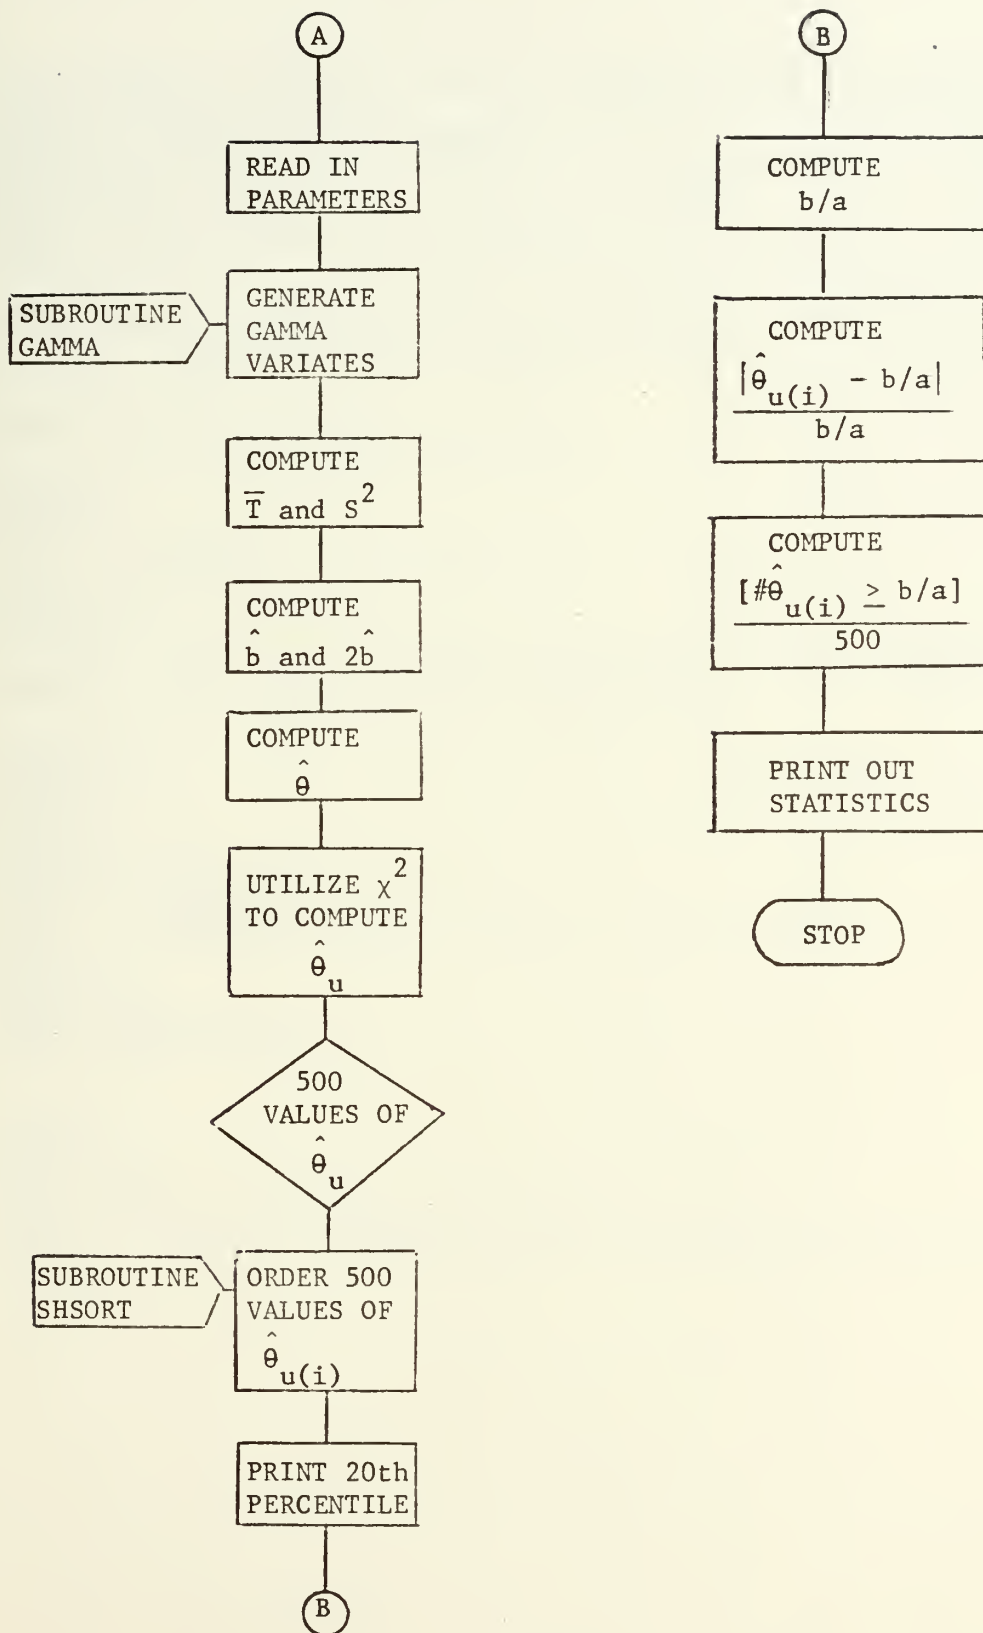 A
READ IN
PARAMETERS
SUBROUTINE
GAMMA
GENERATE
GAMMA
VARIATES
COMPUTE
T̅ and S²
COMPUTE
b̂ and 2b̂
COMPUTE
θ̂
UTILIZE χ²
TO COMPUTE
θ̂ᵤ
500
VALUES OF
θ̂ᵤ
SUBROUTINE
SHSORT
ORDER 500
VALUES OF
θ̂u(i)
PRINT 20th
PERCENTILE
B
B
COMPUTE
b/a
COMPUTE
|θ̂u(i) - b/a|
b/a
COMPUTE
[#θ̂u(i) ≥ b/a]
500
PRINT OUT
STATISTICS
STOP